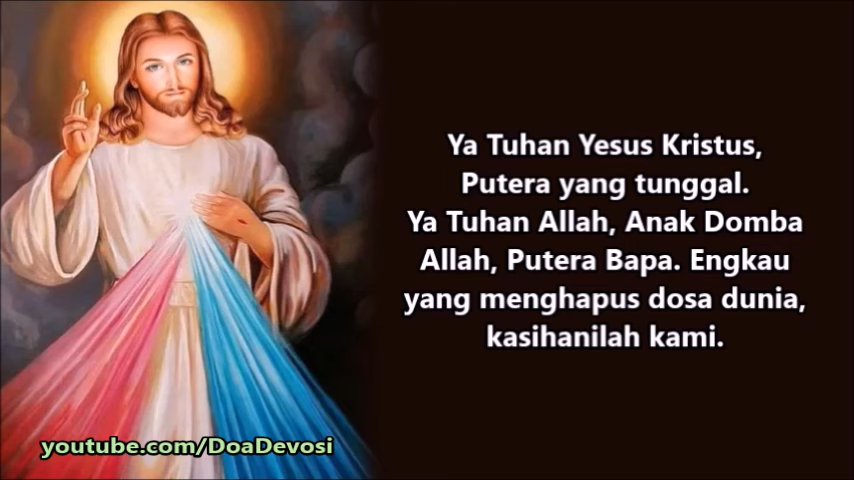 Ya Tuhan Yesus Kristus,
Putera yang tunggal.
Ya Tuhan Allah, Anak Domba
Allah, Putera Bapa. Engkau
yang menghapus dosa dunia,
kasihanilah kami.
youtube.com/DoaDevosi